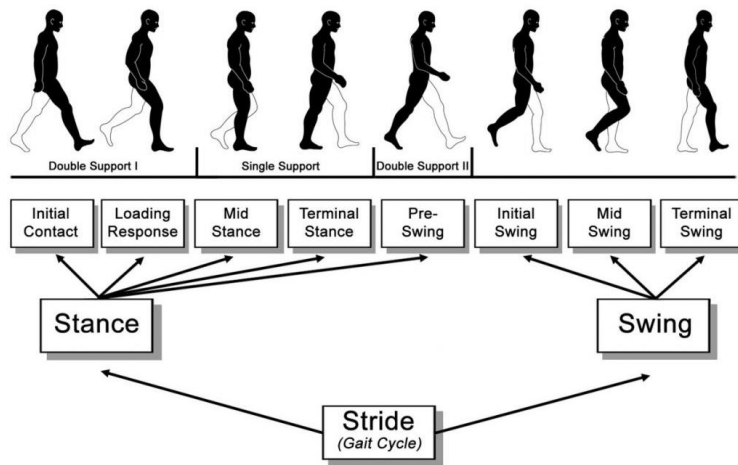 Double Support I
Single Support
Double Support II
Initial
Contact
Loading
Response
Mid
Stance
Terminal
Stance
Pre-
Swing
Initial
Swing
Mid
Swing
Terminal
Swing
Stance
Swing
Stride
(Gait Cycle)